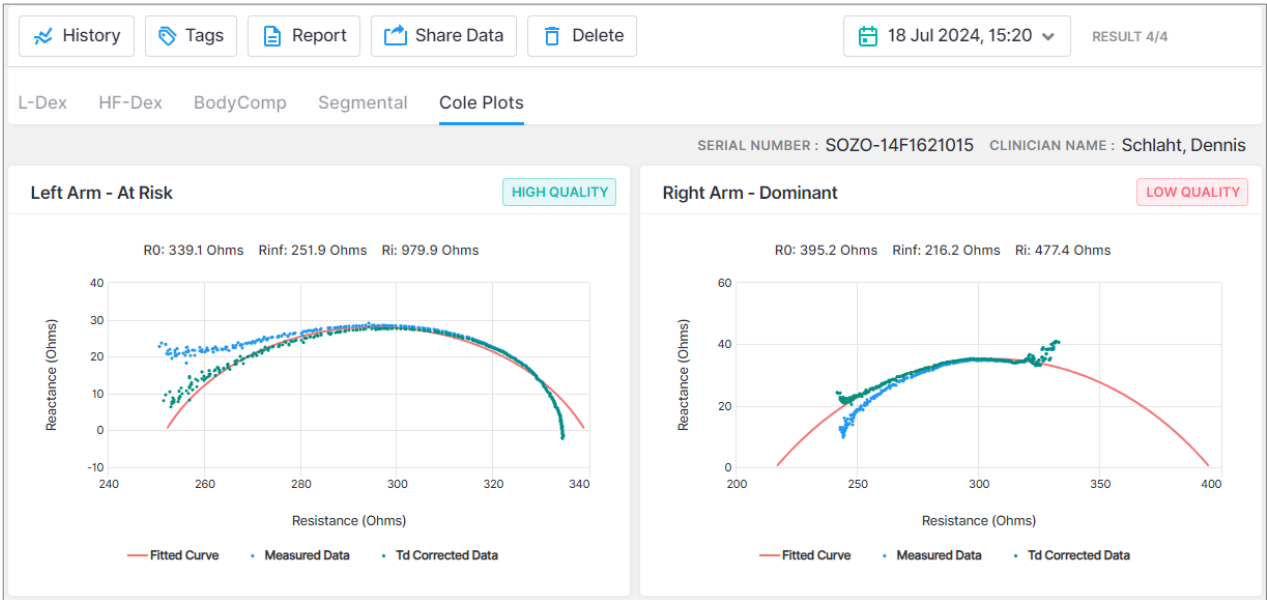 History Tags Report Share Data Delete 18 Jul 2024, 15:20 RESULT 4/4
L-Dex HF-Dex BodyComp Segmental Cole Plots
SERIAL NUMBER : SOZO-14F1621015 CLINICIAN NAME : Schlaht, Dennis
Left Arm - At Risk HIGH QUALITY
R0: 339.1 Ohms Rinf: 251.9 Ohms Ri: 979.9 Ohms
40
30
20
10
0
-10
Reactance (Ohms)
240 260 280 300 320 340
Resistance (Ohms)
Fitted Curve Measured Data Td Corrected Data
Right Arm - Dominant LOW QUALITY
R0: 395.2 Ohms Rinf: 216.2 Ohms Ri: 477.4 Ohms
60
40
20
0
Reactance (Ohms)
200 250 300 350 400
Resistance (Ohms)
Fitted Curve Measured Data Td Corrected Data